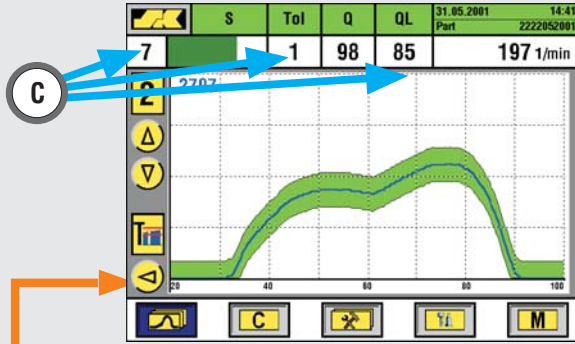 S Tol Q QL 31.05.2001 14:41
Part 2222052001
7 1 98 85 197 1/min
C
2 2707
T
20 40 60 80 100
C M